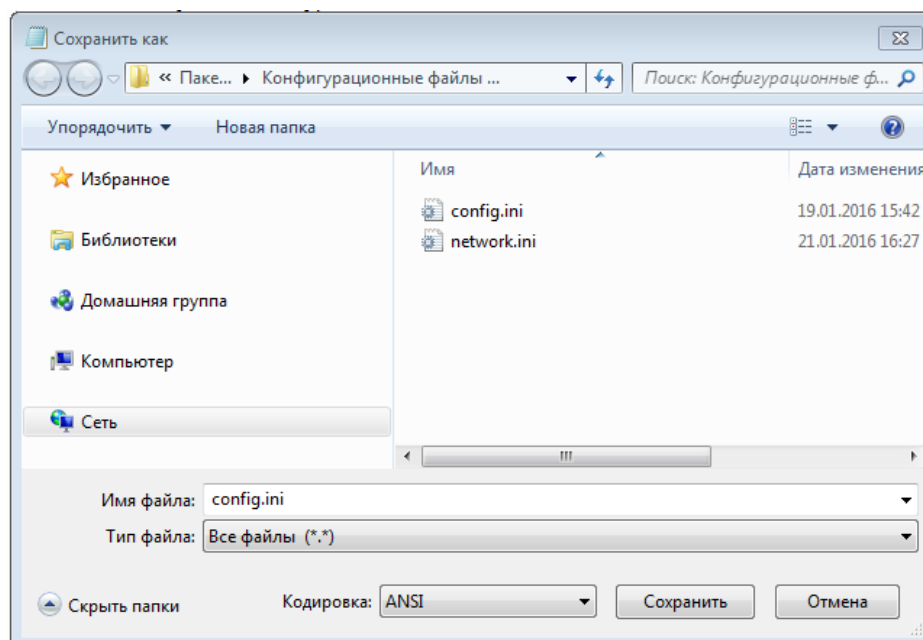 Сохранить как
« Паке... Конфигурационные файлы ... Поиск: Конфигурационные ф...
Упорядочить Новая папка
Избранное
Библиотеки
Домашняя группа
Компьютер
Сеть
Имя Дата изменения
config.ini 19.01.2016 15:42
network.ini 21.01.2016 16:27
Имя файла: config.ini
Тип файла: Все файлы (*.*)
Скрыть папки Кодировка: ANSI Сохранить Отмена